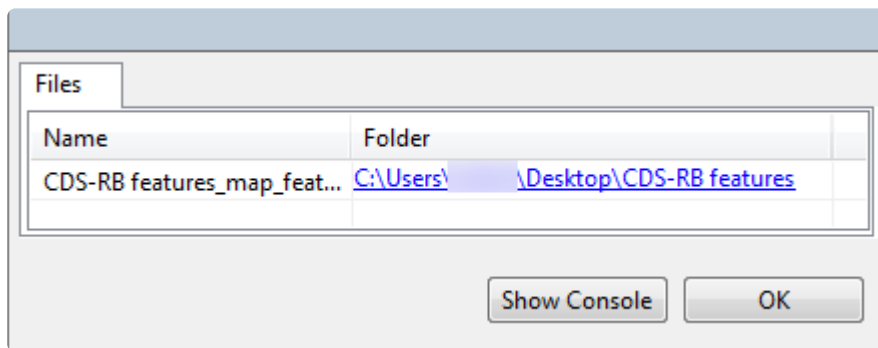 Files
Name Folder
CDS-RB features_map_feat... C:\Users\ \Desktop\CDS-RB features
Show Console OK